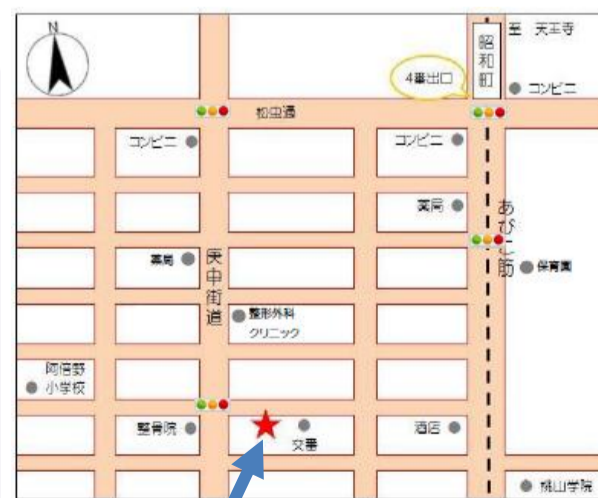 N
至 天王寺
昭和町
4番出口
コンビニ
松虫通
コンビニ
コンビニ
薬局
あびこ筋
薬局
庚申街道
保育園
整形外科
クリニック
阿倍野
小学校
整骨院
交番
酒店
桃山学院